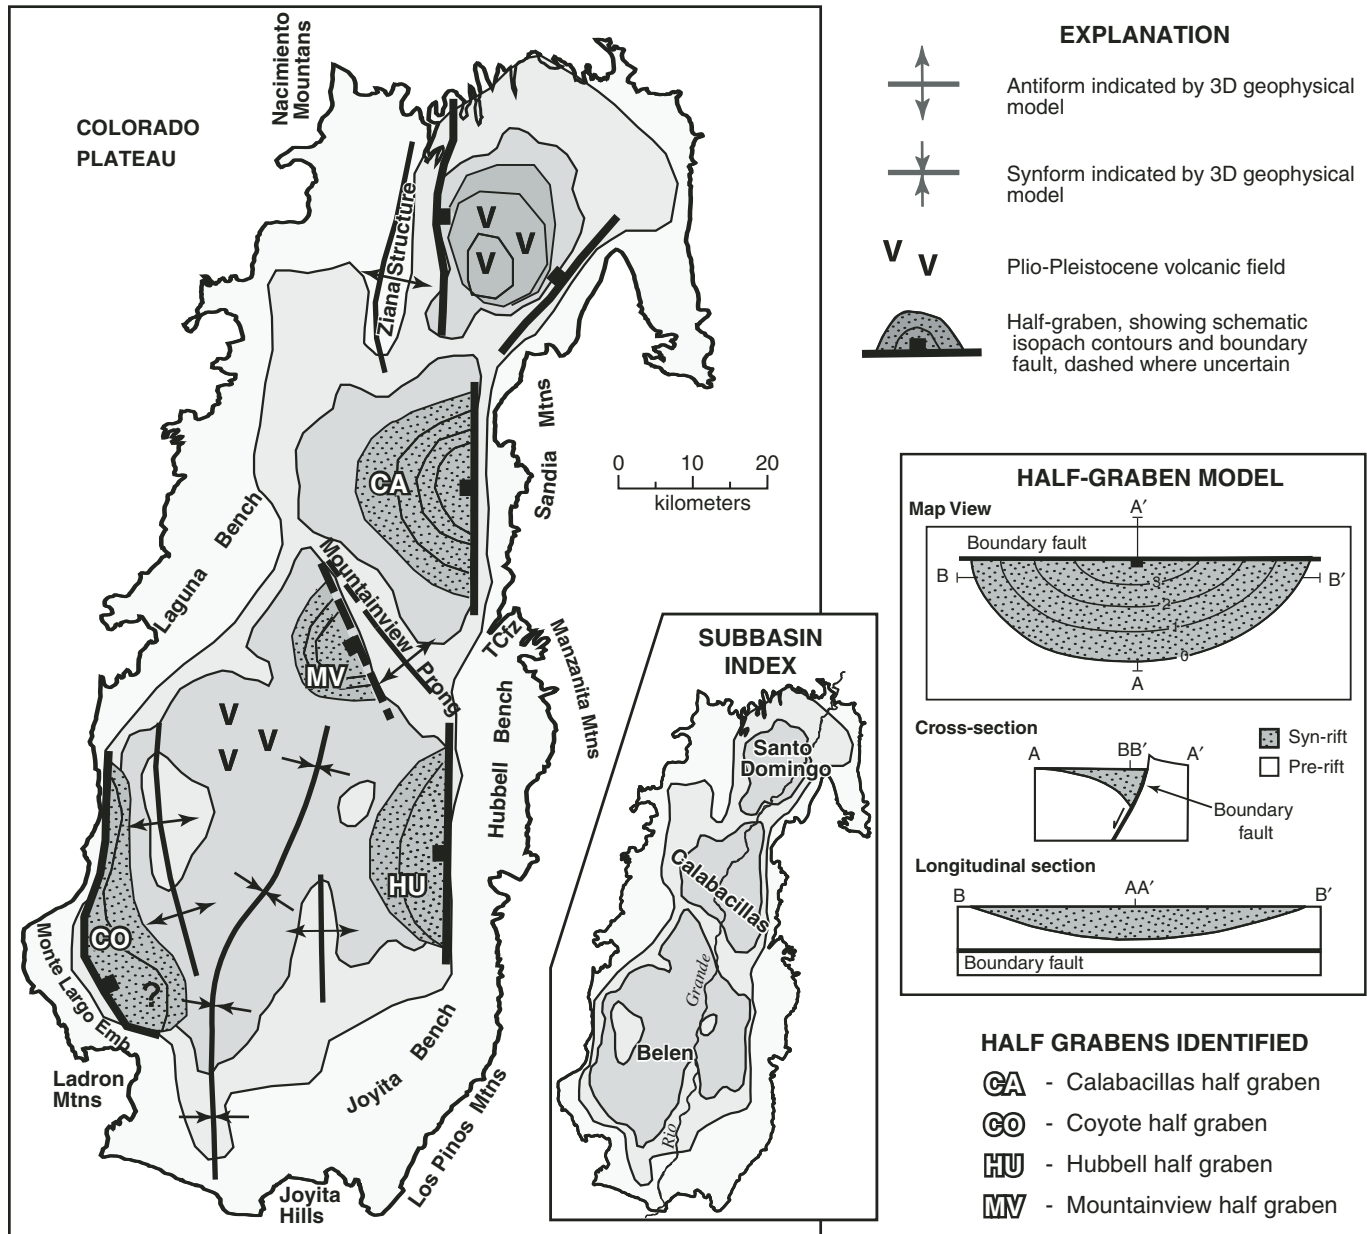 COLORADO
PLATEAU
Nacimiento
Mountans
Ziana Structure
V
V
V
CA
Sandia Mtns
0 10 20
kilometers
Laguna Bench
Mountainview Prong
MV
TCfz
Manzanita Mtns
Hubbell Bench
V
V
V
HU
CO
?
Monte Largo Emb.
Ladron
Mtns
Joyita Bench
Los Pinos Mtns
Joyita
Hills
SUBBASIN
INDEX
Santo
Domingo
Calabacillas
Belen
Rio Grande
EXPLANATION
Antiform indicated by 3D geophysical
model
Synform indicated by 3D geophysical
model
V V
Plio-Pleistocene volcanic field
Half-graben, showing schematic
isopach contours and boundary
fault, dashed where uncertain
HALF-GRABEN MODEL
Map View
A′
Boundary fault
B B′
3
2
1
0
A
Cross-section
A BB′ A′
Syn-rift
Pre-rift
Boundary
fault
Longitudinal section
B AA′ B′
Boundary fault
HALF GRABENS IDENTIFIED
CA - Calabacillas half graben
CO - Coyote half graben
HU - Hubbell half graben
MV - Mountainview half graben